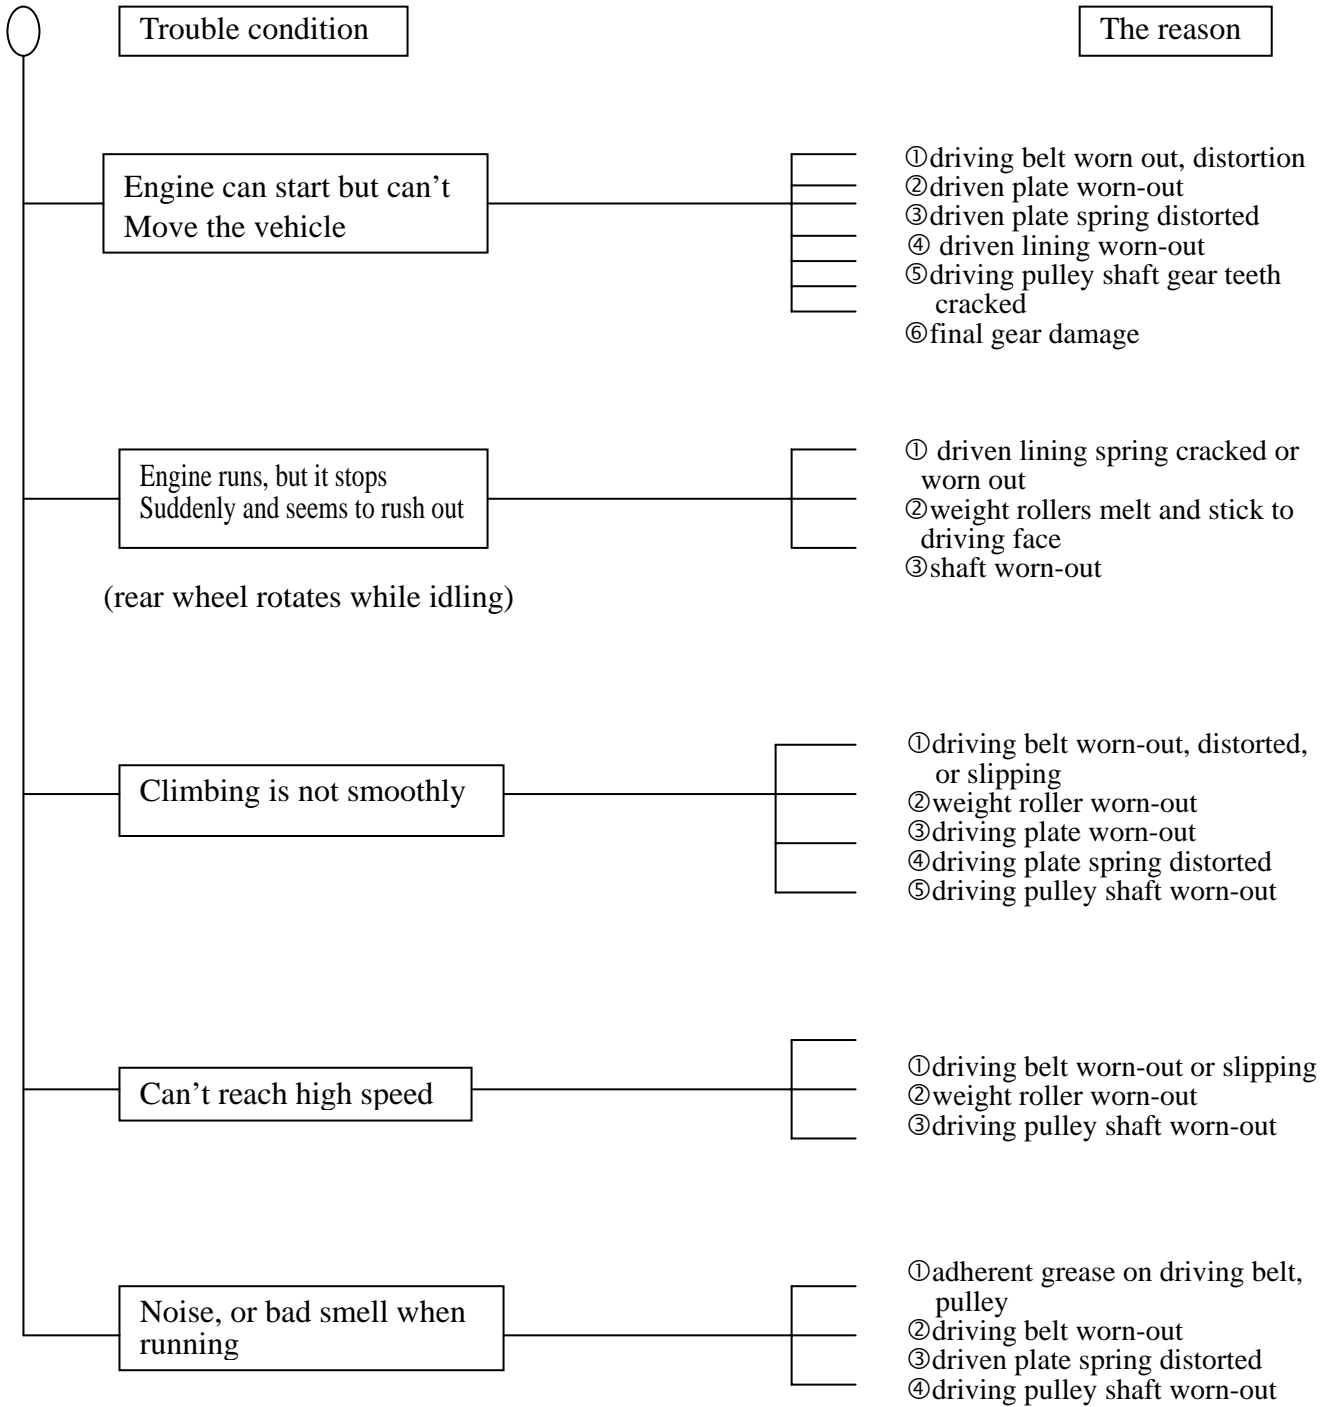 Trouble condition
The reason
Engine can start but can’t
Move the vehicle
①driving belt worn out, distortion
②driven plate worn-out
③driven plate spring distorted
④ driven lining worn-out
⑤driving pulley shaft gear teeth
cracked
⑥final gear damage
Engine runs, but it stops
Suddenly and seems to rush out
(rear wheel rotates while idling)
① driven lining spring cracked or
worn out
②weight rollers melt and stick to
driving face
③shaft worn-out
Climbing is not smoothly
①driving belt worn-out, distorted,
or slipping
②weight roller worn-out
③driving plate worn-out
④driving plate spring distorted
⑤driving pulley shaft worn-out
Can’t reach high speed
①driving belt worn-out or slipping
②weight roller worn-out
③driving pulley shaft worn-out
Noise, or bad smell when
running
①adherent grease on driving belt,
pulley
②driving belt worn-out
③driven plate spring distorted
④driving pulley shaft worn-out